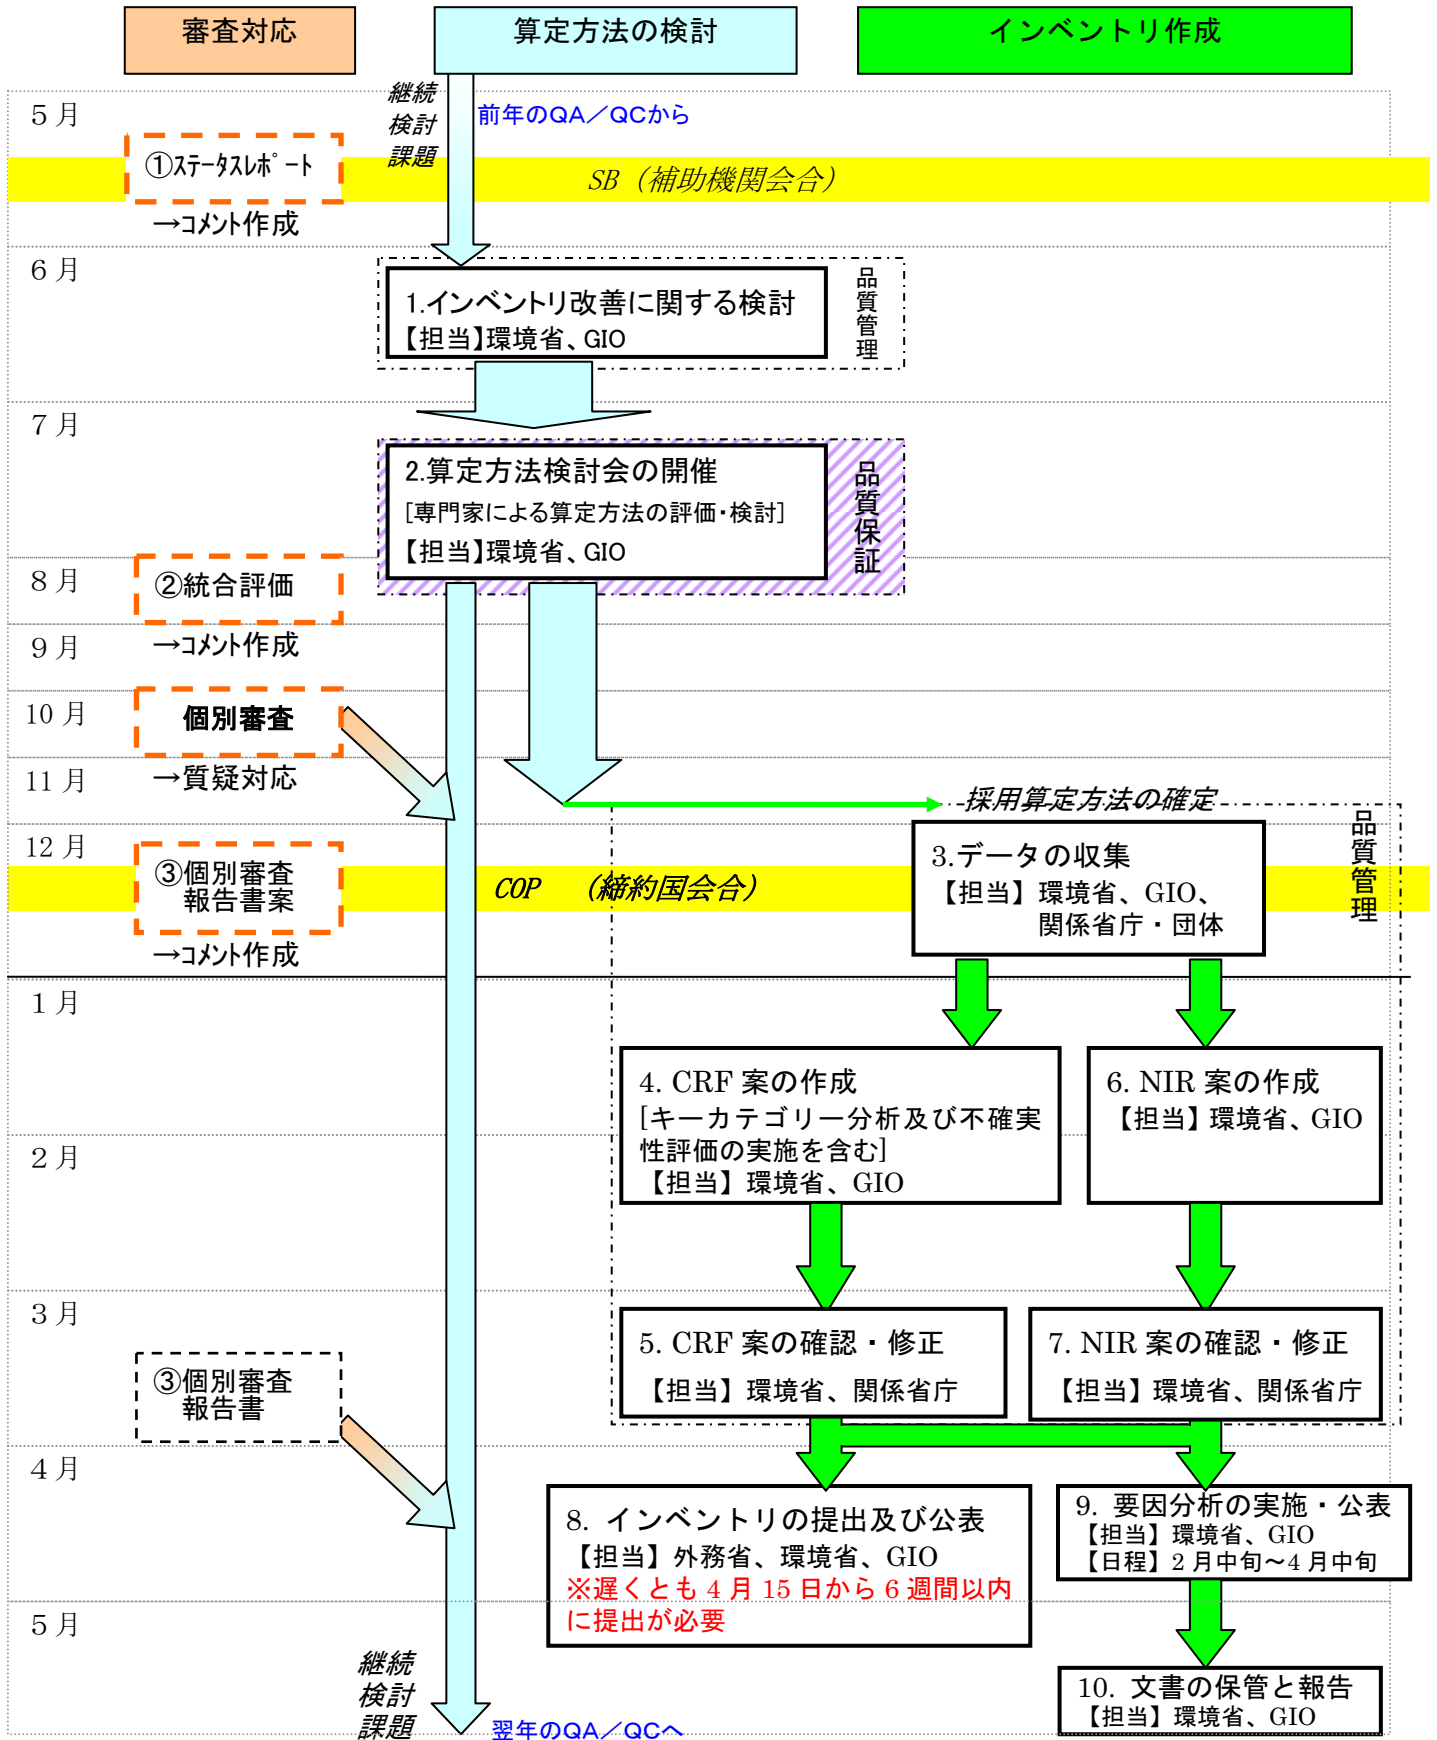 審査対応
算定方法の検討
インベントリ作成
5月
継続
検討
課題
前年のQA／QCから
①ｽﾃｰﾀｽﾚﾎﾟｰﾄ
SB（補助機関会合）
→ｺﾒﾝﾄ作成
6月
1.インベントリ改善に関する検討
【担当】環境省、GIO
品質管理
7月
2.算定方法検討会の開催
[専門家による算定方法の評価・検討]
【担当】環境省、GIO
品質保証
8月
②統合評価
9月
→ｺﾒﾝﾄ作成
10月
個別審査
11月
→質疑対応
採用算定方法の確定
12月
③個別審査
報告書案
COP （締約国会合）
3.データの収集
【担当】環境省、GIO、
関係省庁・団体
品質管理
→ｺﾒﾝﾄ作成
1月
4. CRF 案の作成
[キーカテゴリー分析及び不確実
性評価の実施を含む]
【担当】環境省、GIO
6. NIR 案の作成
【担当】環境省、GIO
2月
3月
5. CRF 案の確認・修正
【担当】環境省、関係省庁
7. NIR 案の確認・修正
【担当】環境省、関係省庁
③個別審査
報告書
4月
8. インベントリの提出及び公表
【担当】外務省、環境省、GIO
※遅くとも 4 月 15 日から 6 週間以内
に提出が必要
9. 要因分析の実施・公表
【担当】環境省、GIO
【日程】2 月中旬～4 月中旬
5月
継続
検討
課題
翌年のQA／QCへ
10. 文書の保管と報告
【担当】環境省、GIO